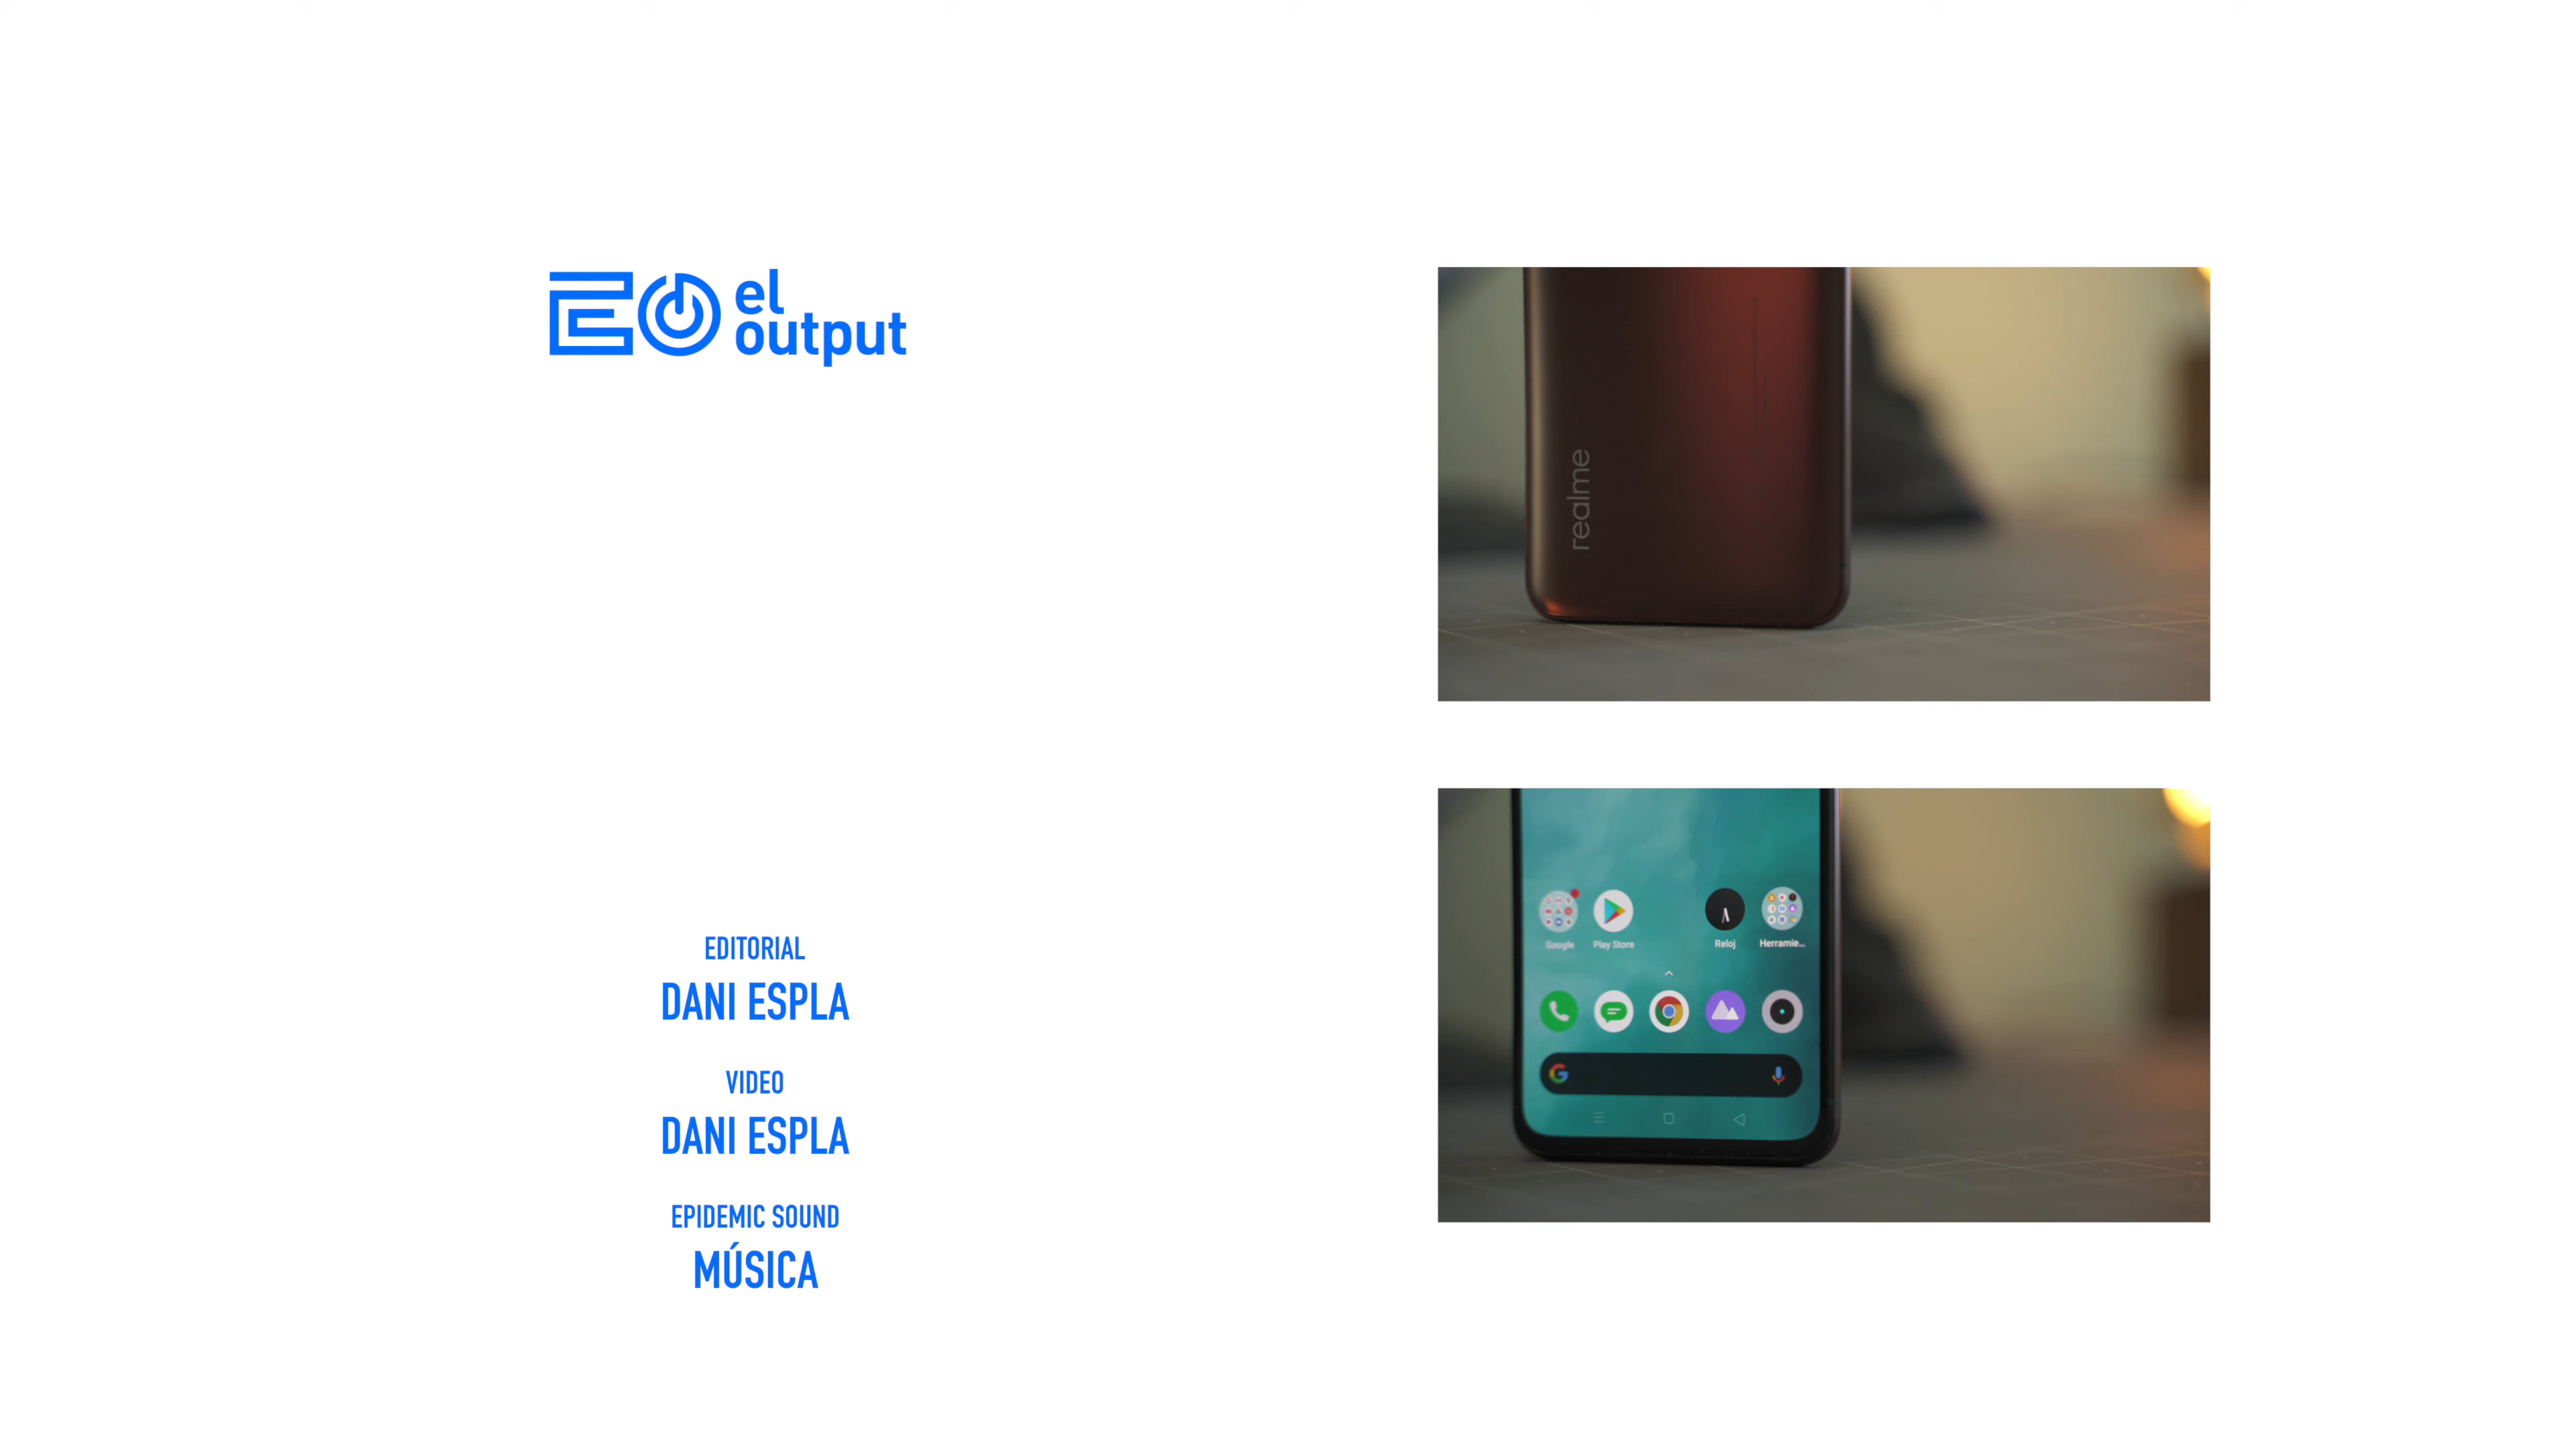 el
output
EDITORIAL
DANI ESPLA
VIDEO
DANI ESPLA
EPIDEMIC SOUND
MÚSICA
realme
Google
Play Store
Reloj
Herramie...